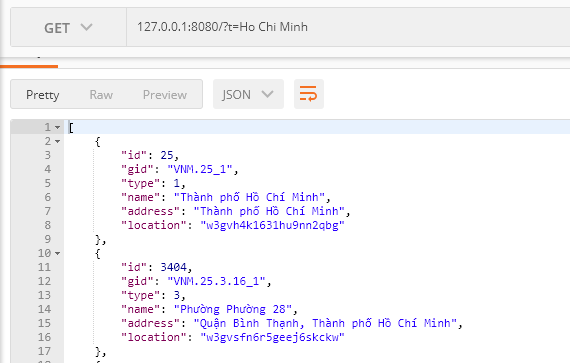 GET 127.0.0.1:8080/?t=Ho Chi Minh
Pretty Raw Preview JSON
1 [
2 {
3 "id": 25,
4 "gid": "VNM.25_1",
5 "type": 1,
6 "name": "Thành phố Hồ Chí Minh",
7 "address": "Thành phố Hồ Chí Minh",
8 "location": "w3gvh4k1631hu9nn2qbg"
9 },
10 {
11 "id": 3404,
12 "gid": "VNM.25.3.16_1",
13 "type": 3,
14 "name": "Phường Phường 28",
15 "address": "Quận Bình Thạnh, Thành phố Hồ Chí Minh",
16 "location": "w3gvsfn6r5geej6skckw"
17 },